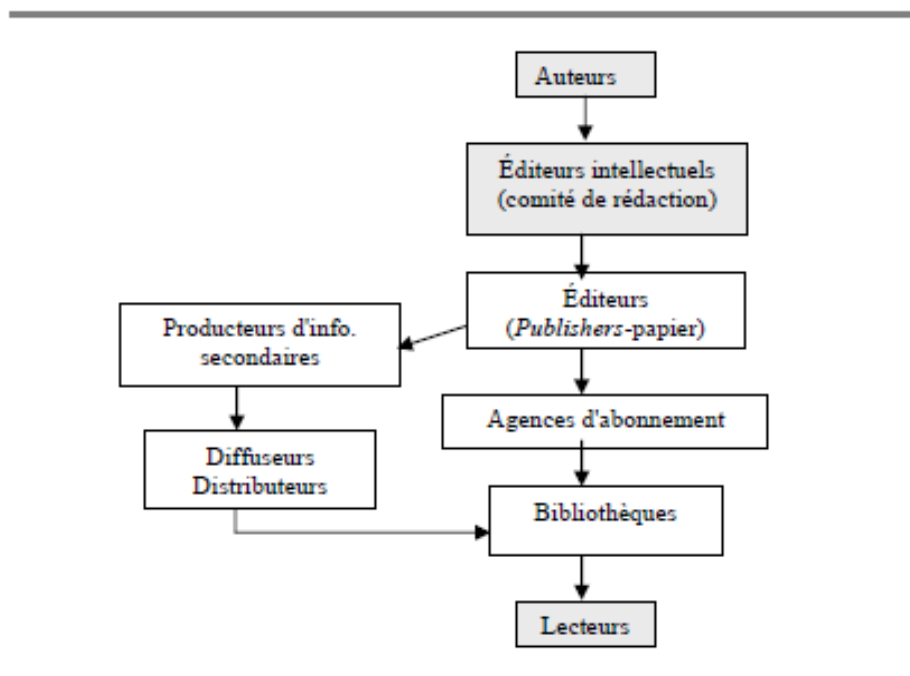 Auteurs
Éditeurs intellectuels
(comité de rédaction)
Éditeurs
(Publishers-papier)
Producteurs d'info.
secondaires
Agences d'abonnement
Diffuseurs
Distributeurs
Bibliothèques
Lecteurs